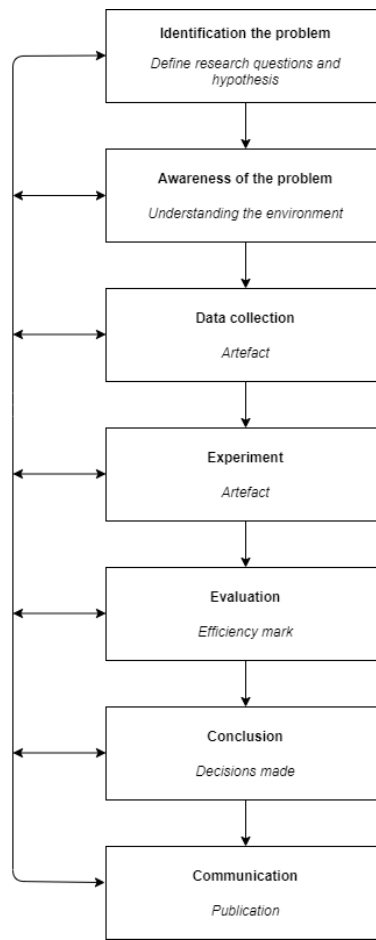 Identification the problem
Define research questions and
hypothesis
Awareness of the problem
Understanding the environment
Data collection
Artefact
Experiment
Artefact
Evaluation
Efficiency mark
Conclusion
Decisions made
Communication
Publication